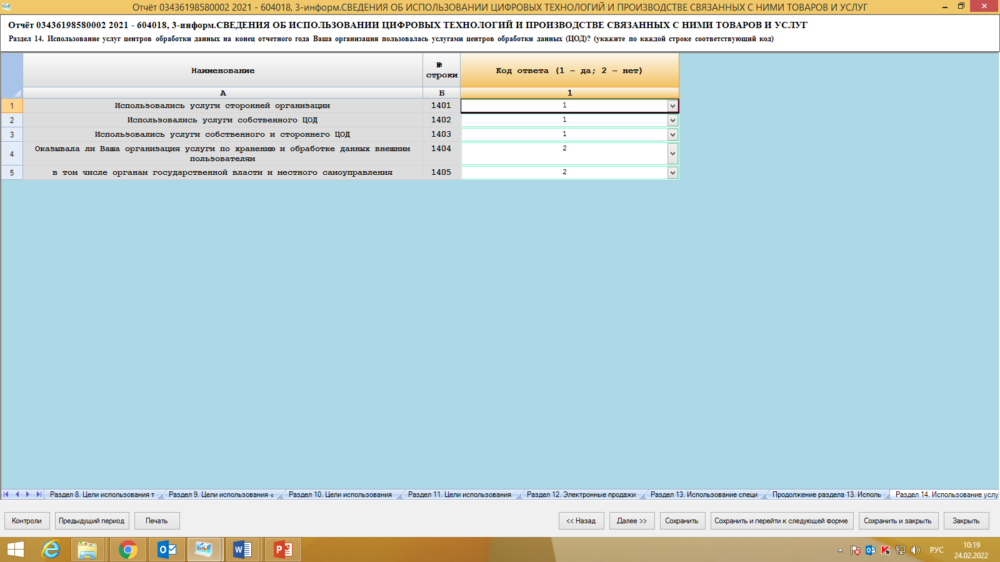 Отчёт 03436198580002 2021 - 604018, 3-информ.СВЕДЕНИЯ ОБ ИСПОЛЬЗОВАНИИ ЦИФРОВЫХ ТЕХНОЛОГИЙ И ПРОИЗВОДСТВЕ СВЯЗАННЫХ С НИМИ ТОВАРОВ И УСЛУГ
Отчёт 03436198580002 2021 - 604018, 3-информ.СВЕДЕНИЯ ОБ ИСПОЛЬЗОВАНИИ ЦИФРОВЫХ ТЕХНОЛОГИЙ И ПРОИЗВОДСТВЕ СВЯЗАННЫХ С НИМИ ТОВАРОВ И УСЛУГ
Раздел 14. Использование услуг центров обработки данных на конец отчетного года Ваша организация пользовалась услугами центров обработки данных (ЦОД)? (укажите по каждой строке соответствующий код)
Наименование № строки Код ответа (1 – да; 2 – нет)
А Б 1
1 Использовались услуги сторонней организации 1401 1
2 Использовались услуги собственного ЦОД 1402 1
3 Использовались услуги собственного и стороннего ЦОД 1403 1
4 Оказывала ли Ваша организация услуги по хранению и обработке данных внешним 1404 2
пользователям
5 в том числе органам государственной власти и местного самоуправления 1405 2
Раздел 8. Цели использования т Раздел 9. Цели использования « Раздел 10. Цели использования Раздел 11. Цели использования Раздел 12. Электронные продажи Раздел 13. Использование специ Продолжение раздела 13. Исполь Раздел 14. Использование услу
Контроли Предыдущий период Печать << Назад Далее >> Сохранить Сохранить и перейти к следующей форме Сохранить и закрыть Закрыть
РУС 10:19
24.02.2022